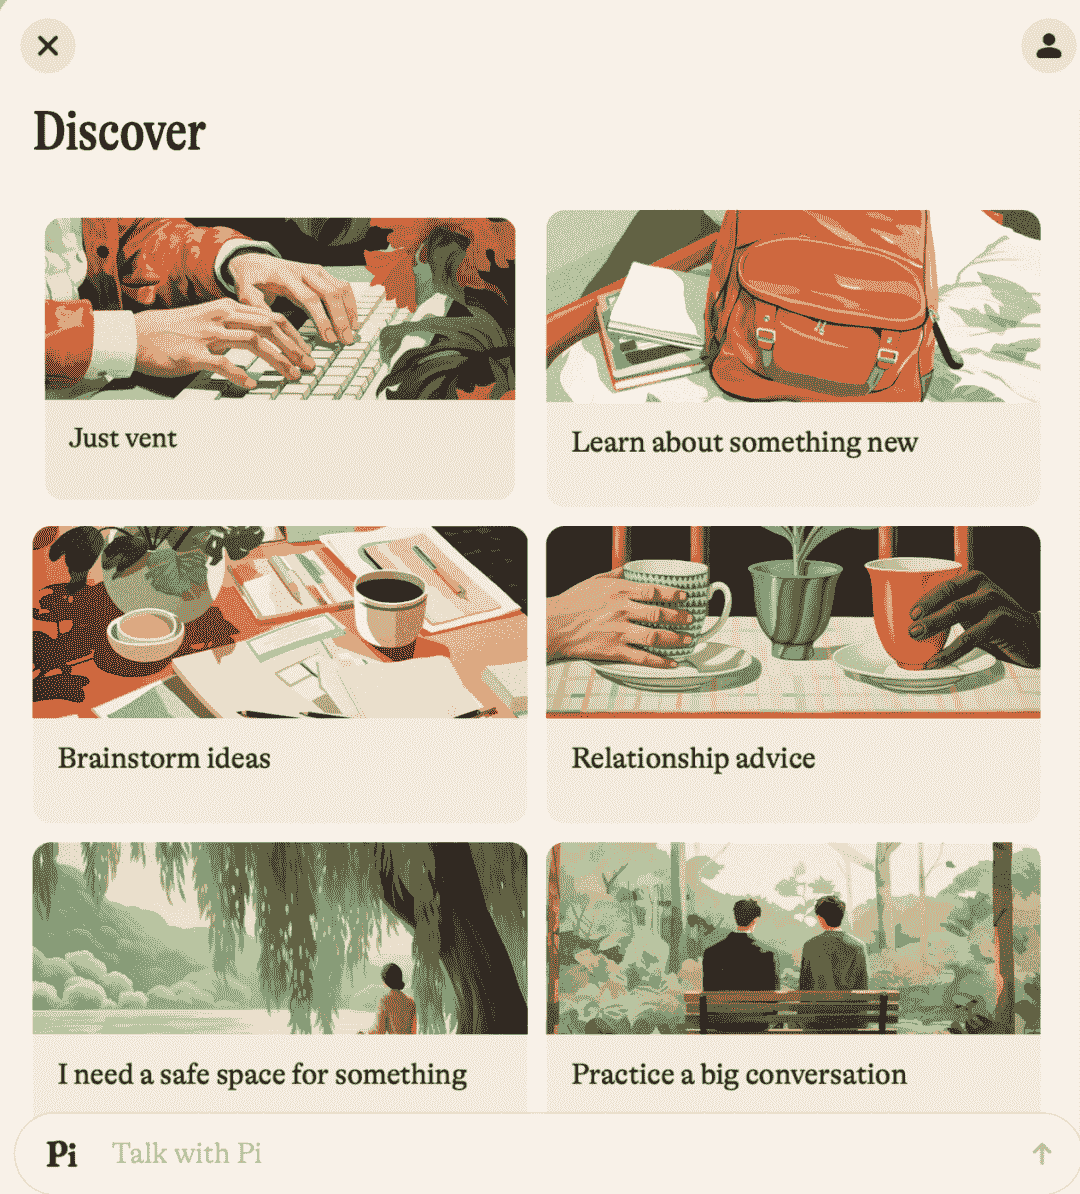 Discover
Just vent
Learn about something new
Brainstorm ideas
Relationship advice
I need a safe space for something
Practice a big conversation
Pi Talk with Pi